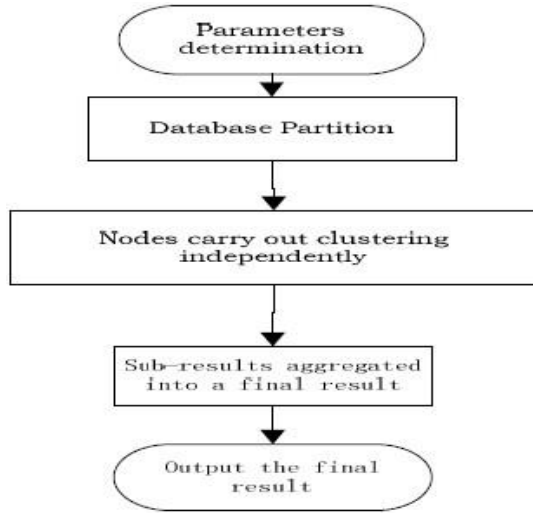 Parameters
determination
Database Partition
Nodes carry out clustering
independently
Sub-results aggregated
into a final result
Output the final
result